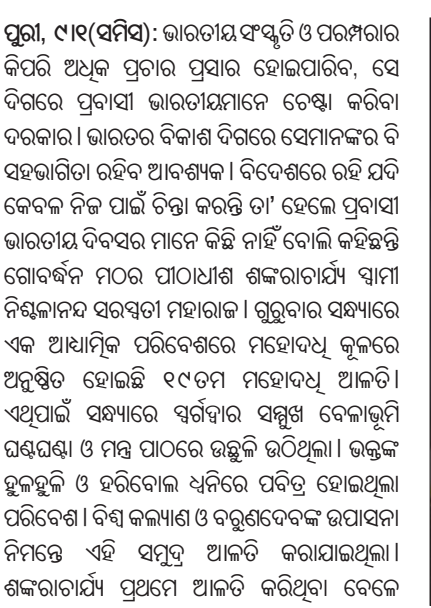 ପୁରୀ, ୯।୧(ସମିସ): ଭାରତୀୟ ସଂସ୍କୃତି ଓ ପରମ୍ପରାର
କିପରି ଅଧିକ ପ୍ରଚାର ପ୍ରସାର ହୋଇପାରିବ, ସେ
ଦିଗରେ ପ୍ରବାସୀ ଭାରତୀୟମାନେ ଚେଷ୍ଟା କରିବା
ଦରକାର । ଭାରତର ବିକାଶ ଦିଗରେ ସେମାନଙ୍କର ବି
ସହଭାଗିତା ରହିବ ଆବଶ୍ୟକ । ବିଦେଶରେ ରହି ଯଦି
କେବଳ ନିଜ ପାଇଁ ଚିନ୍ତା କରନ୍ତି ତା' ହେଲେ ପ୍ରବାସୀ
ଭାରତୀୟ ଦିବସର ମାନେ କିଛି ନାହିଁ ବୋଲି କହିଛନ୍ତି
ଗୋବର୍ଦ୍ଧନ ମଠର ପୀଠାଧୀଶ ଶଙ୍କରାଚାର୍ଯ୍ୟ ସ୍ୱାମୀ
ନିଶ୍ଚଳାନନ୍ଦ ସରସ୍ୱତୀ ମହାରାଜ । ଗୁରୁବାର ସନ୍ଧ୍ୟାରେ
ଏକ ଆଧ୍ୟାତ୍ମିକ ପରିବେଶରେ ମହୋଦଧି କୂଳରେ
ଅନୁଷ୍ଠିତ ହୋଇଛି ୧୯ତମ ମହୋଦଧି ଆଳତି।
ଏଥିପାଇଁ ସନ୍ଧ୍ୟାରେ ସ୍ୱର୍ଗଦ୍ୱାର ସମ୍ମୁଖ ବେଳାଭୂମି
ଘଣ୍ଟଘଣ୍ଟା ଓ ମନ୍ତ୍ର ପାଠରେ ଉଛୁଳି ଉଠିଥିଲା । ଭକ୍ତଙ୍କ
ହୁଳହୁଳି ଓ ହରିବୋଲ ଧ୍ୱନିରେ ପବିତ୍ର ହୋଇଥିଲା
ପରିବେଶ । ବିଶ୍ୱ କଲ୍ୟାଣ ଓ ବରୁଣଦେବଙ୍କ ଉପାସନା
ନିମନ୍ତେ ଏହି ସମୁଦ୍ର ଆଳତି କରାଯାଇଥିଲା।
ଶଙ୍କରାଚାର୍ଯ୍ୟ ପ୍ରଥମେ ଆଳତି କରିଥିବା ବେଳେ